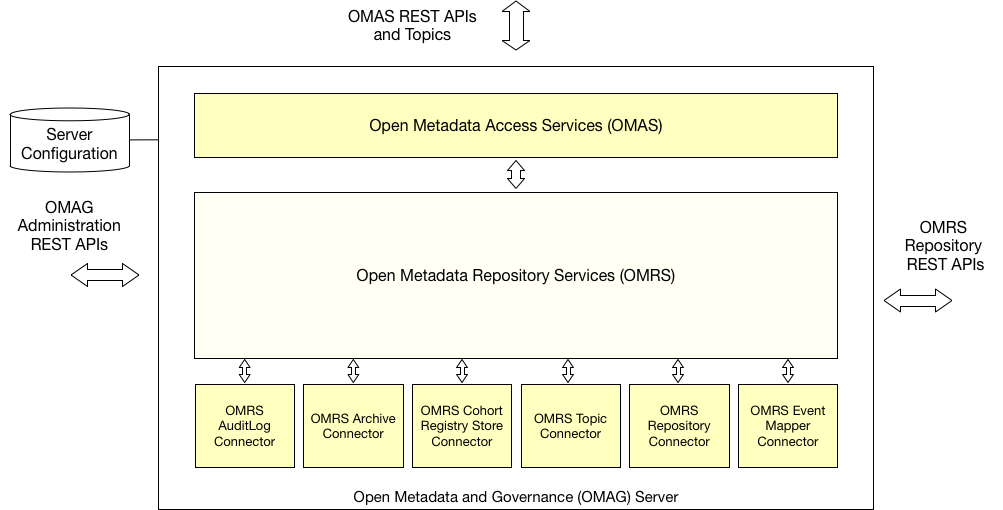 OMAS REST APIs
and Topics
Server
Configuration
Open Metadata Access Services (OMAS)
OMAG
Administration
REST APIs
Open Metadata Repository Services (OMRS)
OMRS
Repository
REST APIs
OMRS
AuditLog
Connector
OMRS Archive
Connector
OMRS Cohort
Registry Store
Connector
OMRS Topic
Connector
OMRS
Repository
Connector
OMRS Event
Mapper
Connector
Open Metadata and Governance (OMAG) Server